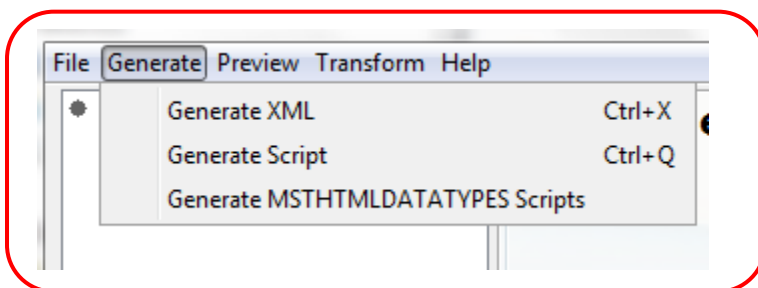 File Generate Preview Transform Help
Generate XML Ctrl+X
Generate Script Ctrl+Q
Generate MSTHTMLDATATYPES Scripts